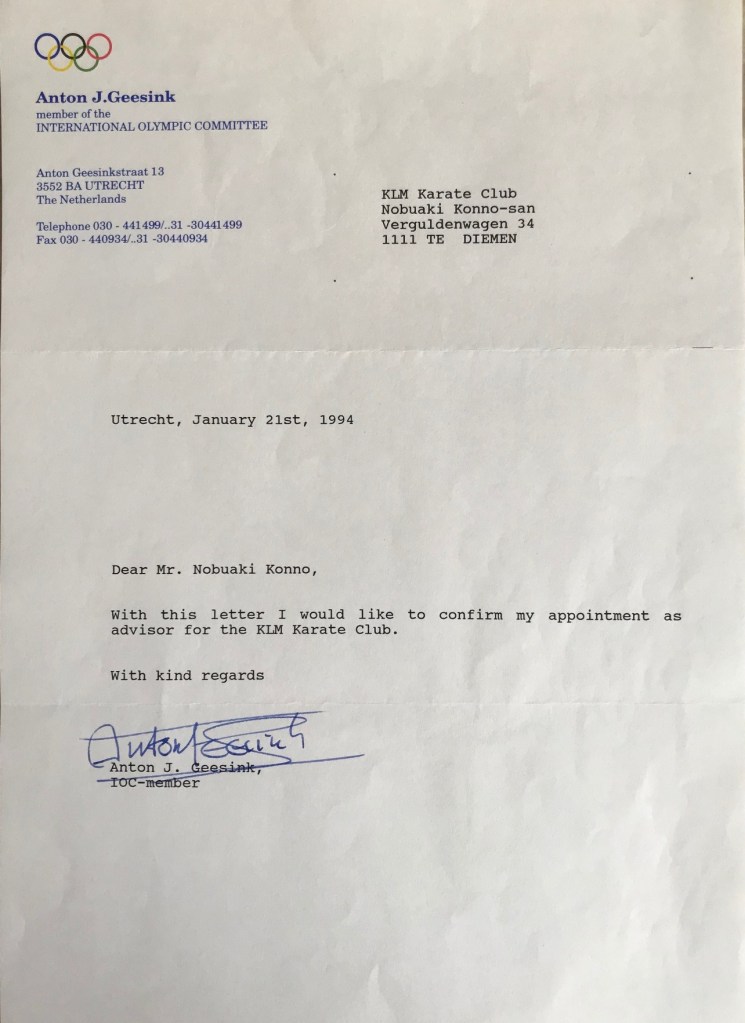 Anton J.Geesink
member of the
INTERNATIONAL OLYMPIC COMMITTEE
Anton Geesinkstraat 13
3552 BA UTRECHT
The Netherlands
Telephone 030 - 441499/..31 -30441499
Fax 030 - 440934/..31 -30440934
KLM Karate Club
Nobuaki Konno-san
Verguldenwagen 34
1111 TE  DIEMEN
Utrecht, January 21st, 1994
Dear Mr. Nobuaki Konno,
With this letter I would like to confirm my appointment as
advisor for the KLM Karate Club.
With kind regards
Anton Geesink
Anton J. Geesink,
IOC-member